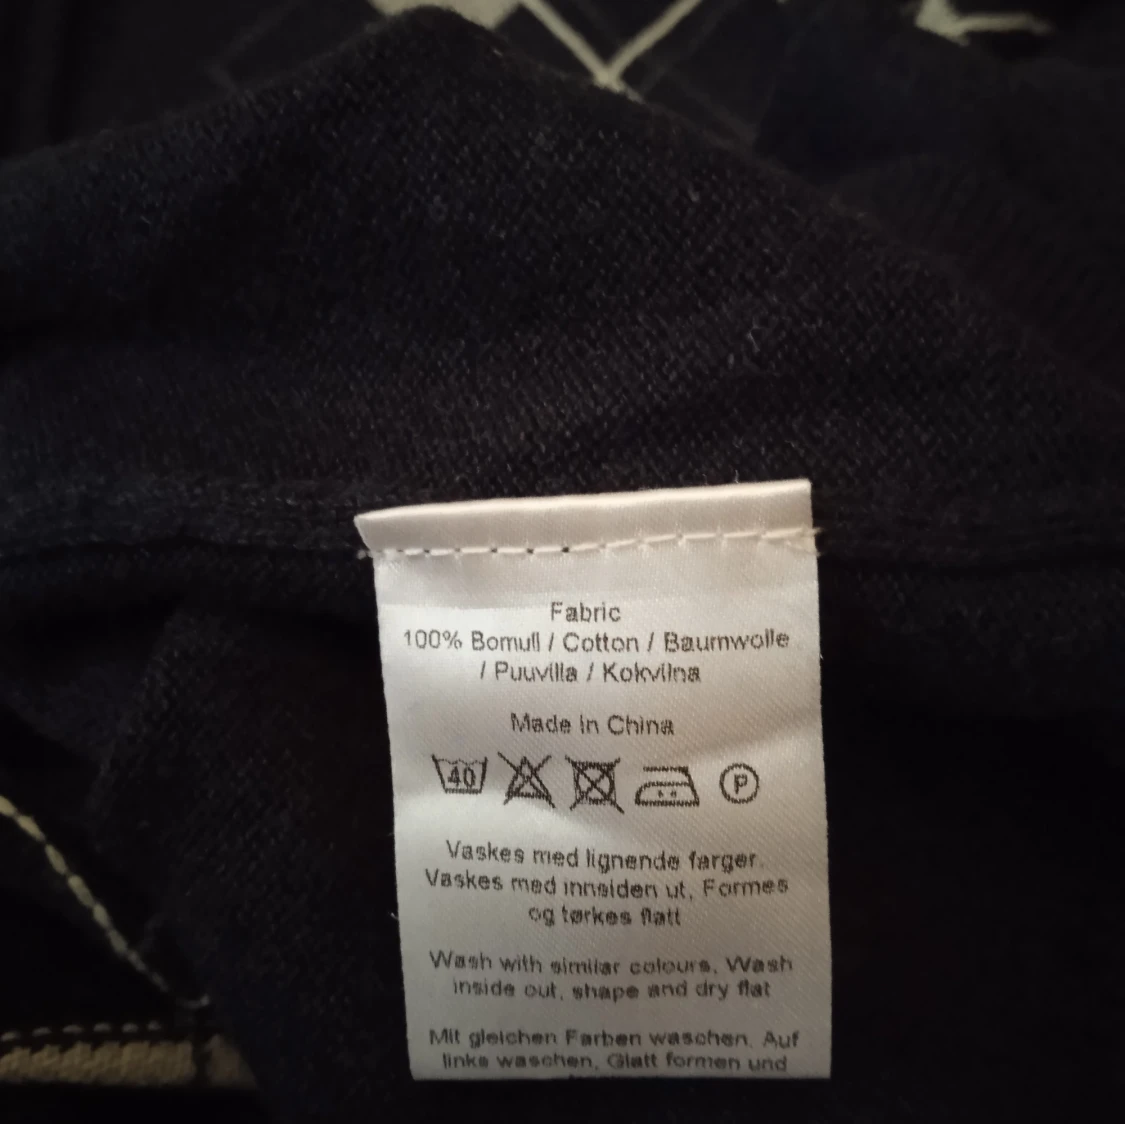 Fabric
100% Bomull / Cotton / Baumwolle
/ Puuvilla / Kokvilna
Made in China
40 P
Vaskes med lignende farger.
Vaskes med innsiden ut, Formes
og tørkes flatt
Wash with similar colours, Wash
inside out, shape and dry flat
Mit gleichen Farben waschen, Auf
links waschen, Glatt formen und